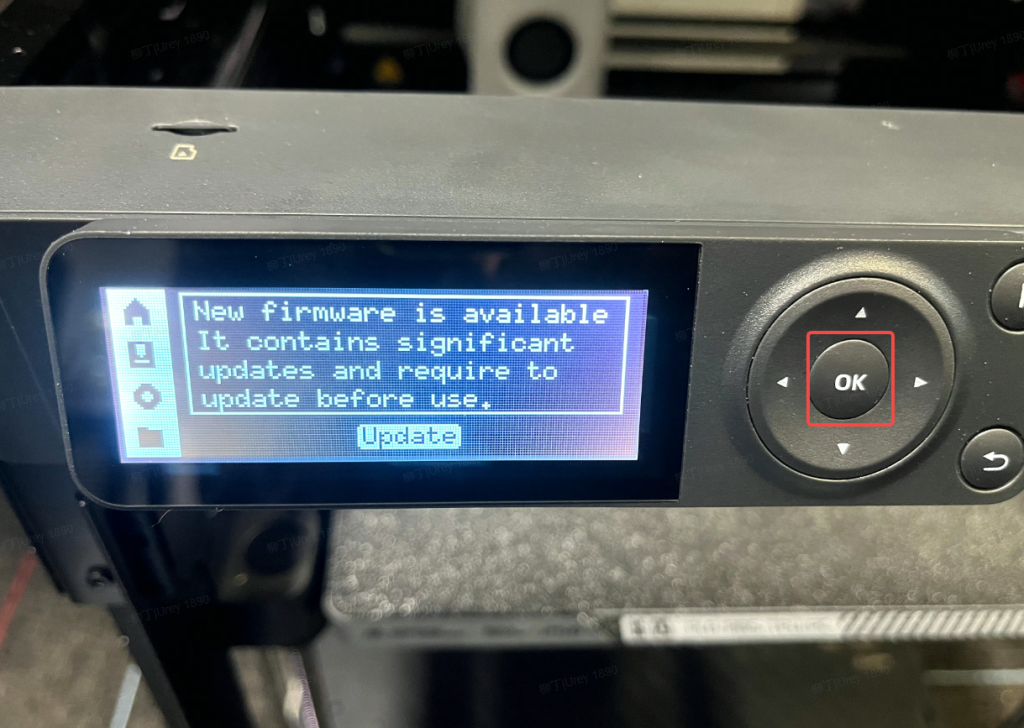 New firmware is available
It contains significant
updates and require to
update before use.
Update
OK